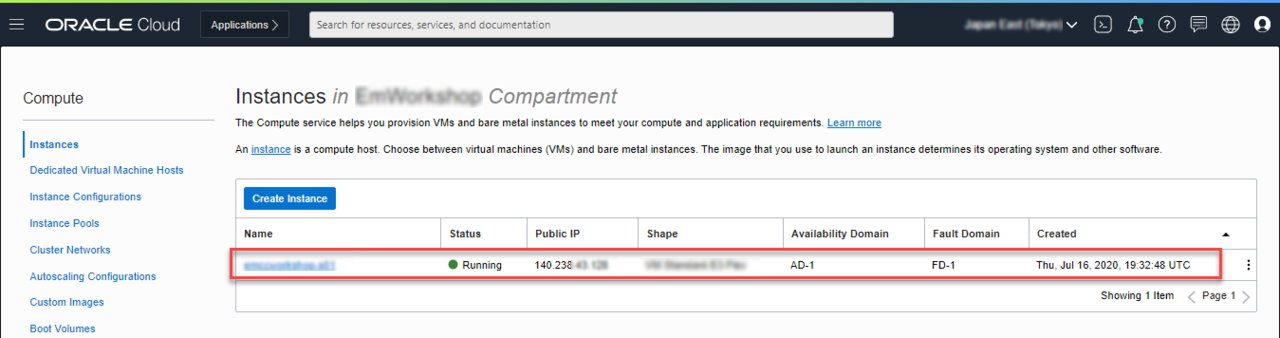 ORACLE Cloud
Applications >
Search for resources, services, and documentation
Compute
Instances in Compartment
The Compute service helps you provision VMs and bare metal instances to meet your compute and application requirements. Learn more
An instance is a compute host. Choose between virtual machines (VMs) and bare metal instances. The image that you use to launch an instance determines its operating system and other software.
Instances
Dedicated Virtual Machine Hosts
Instance Configurations
Instance Pools
Cluster Networks
Autoscaling Configurations
Custom Images
Boot Volumes
Create Instance
Name Status Public IP Shape Availability Domain Fault Domain Created
Running 140.238 AD-1 FD-1 Thu, Jul 16, 2020, 19:32:48 UTC
Showing 1 Item < Page 1 >